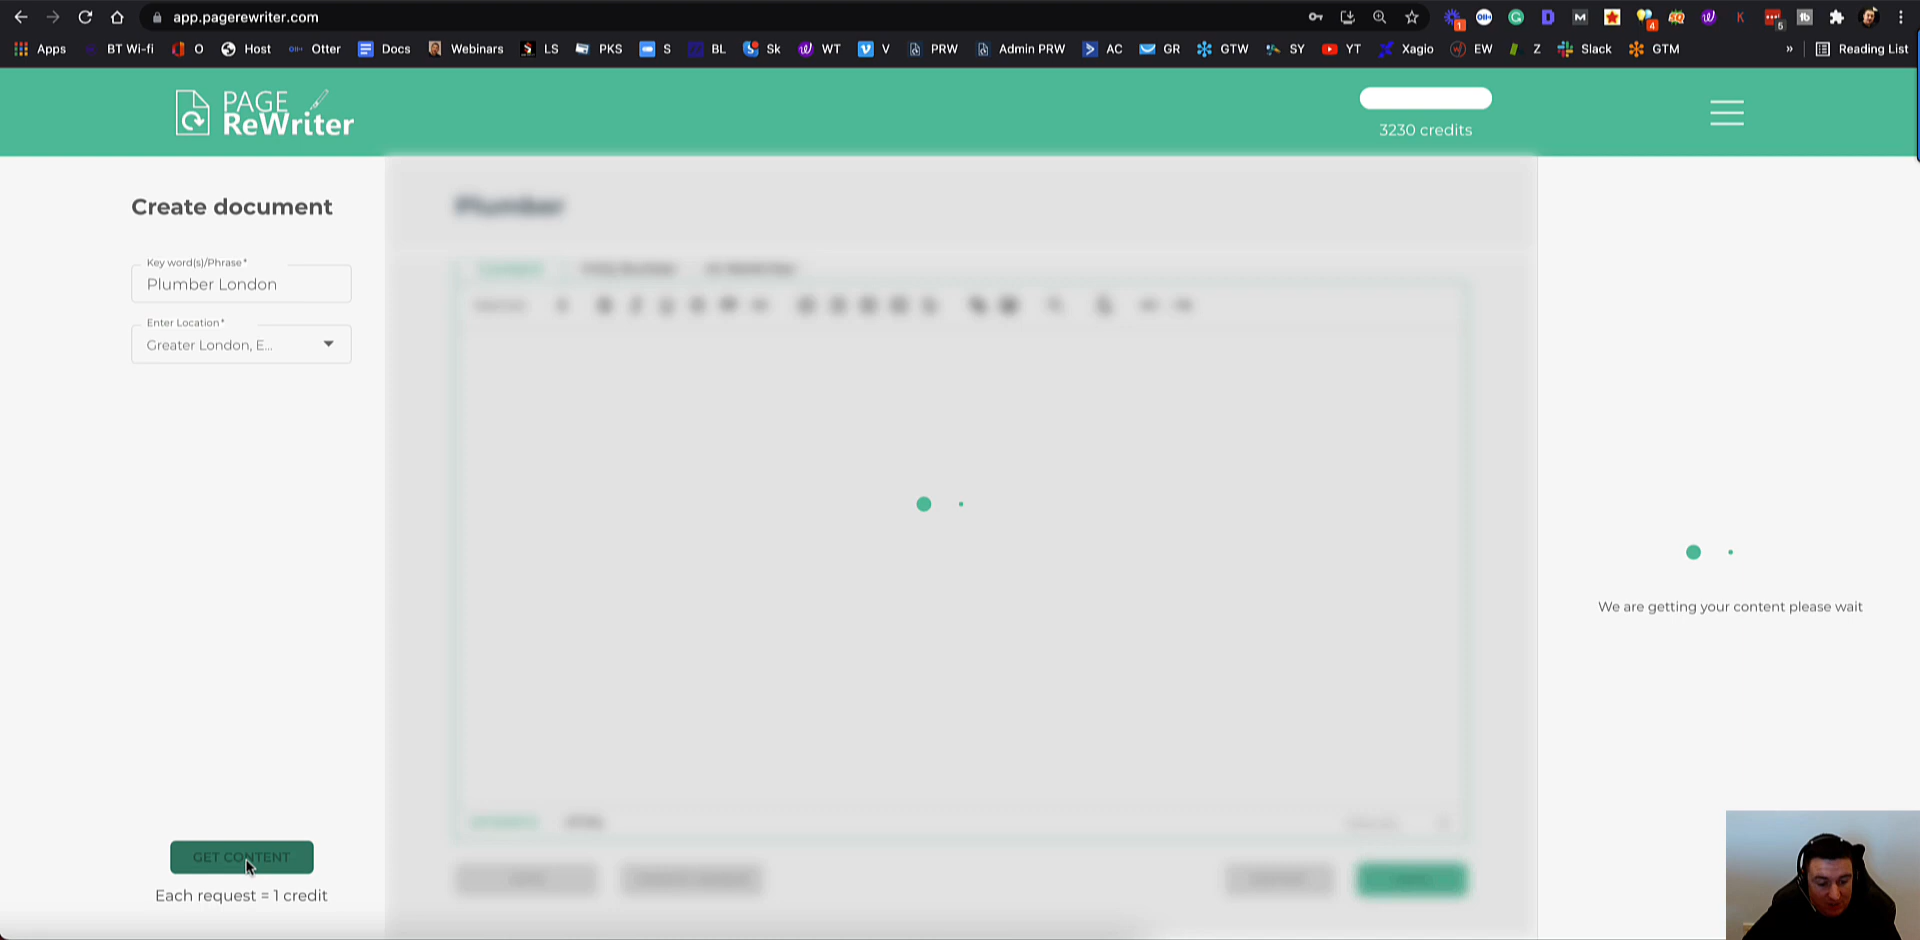 app.pagerewriter.com
Apps BT Wi-fi O Host Otter Docs Webinars LS PKS S BL Sk WT V PRW Admin PRW AC GR GTW SY YT Xagio EW Z Slack GTM » Reading List
PAGE
ReWriter
3230 credits
Create document
Plumber
Key word(s)/Phrase*
Plumber London
Enter Location*
Greater London, E...
We are getting your content please wait
GET CONTENT
Each request = 1 credit